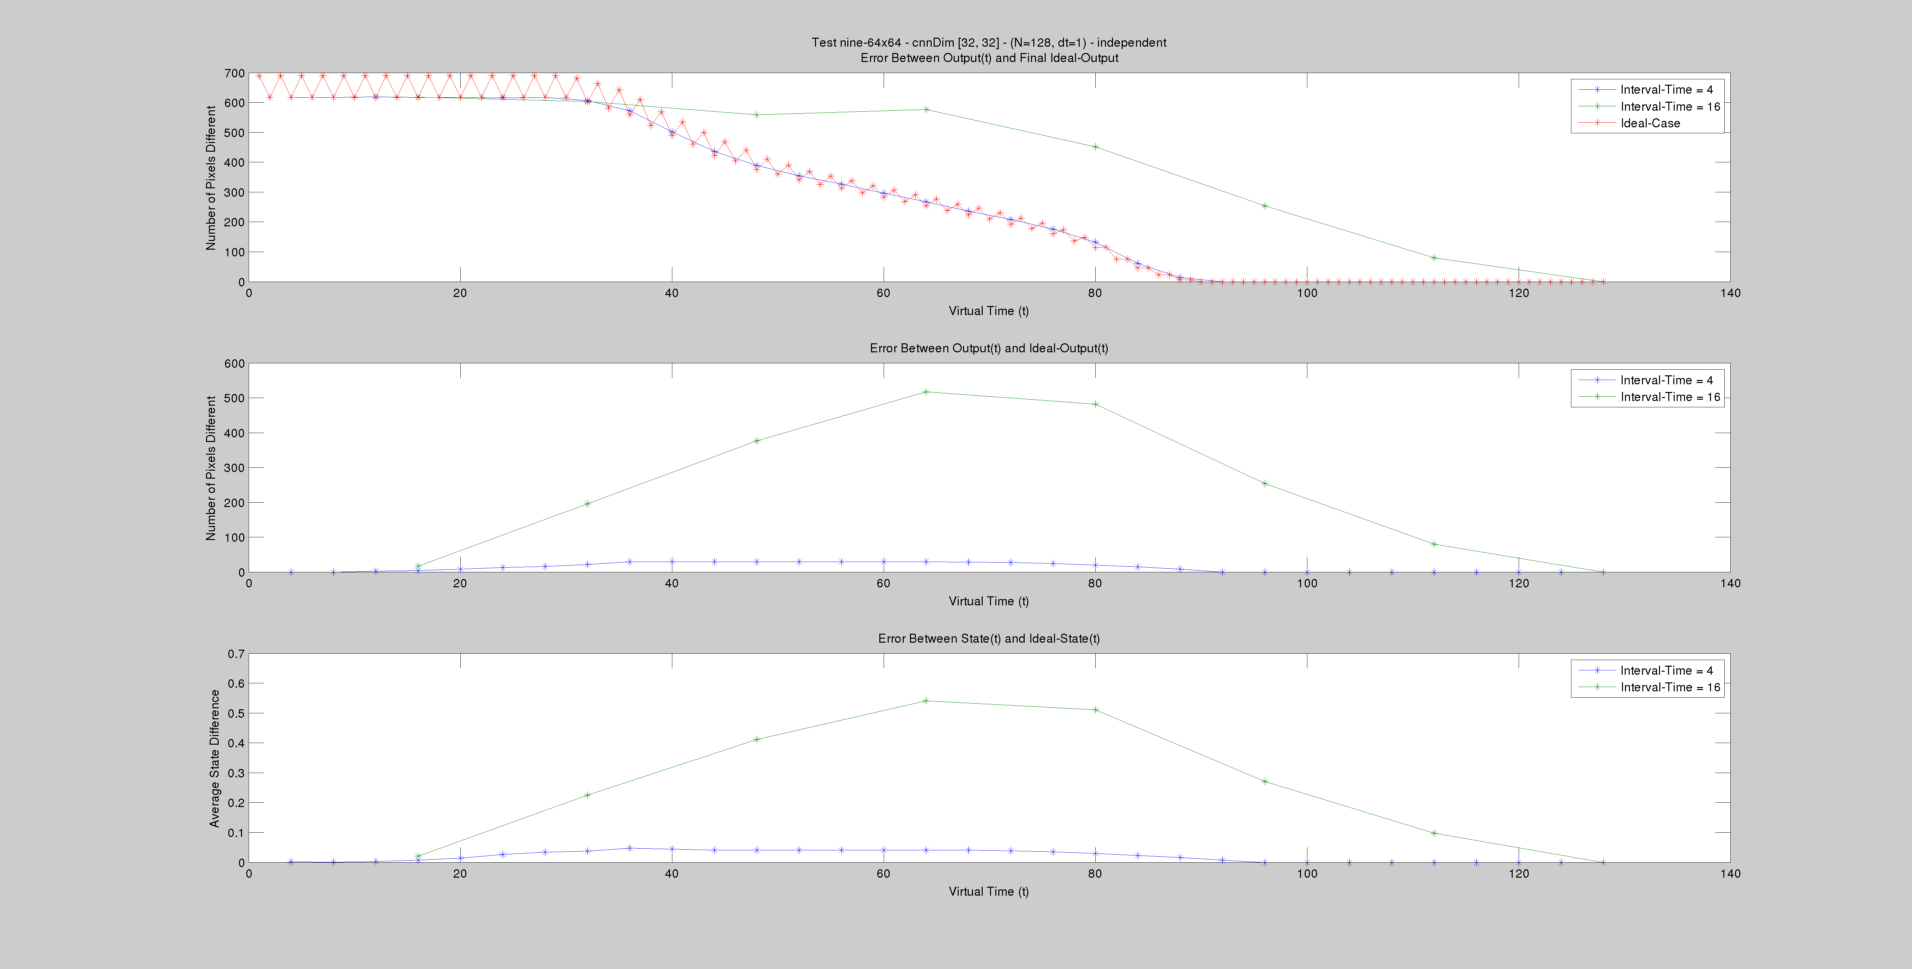 Test nine-64x64 - cnnDim [32, 32] - (N=128, dt=1) - independent
Error Between Output(t) and Final Ideal-Output
Number of Pixels Different
700
600
500
400
300
200
100
0
Interval-Time = 4
Interval-Time = 16
Ideal-Case
0 20 40 60 80 100 120 140
Virtual Time (t)
Error Between Output(t) and Ideal-Output(t)
Number of Pixels Different
600
500
400
300
200
100
0
Interval-Time = 4
Interval-Time = 16
0 20 40 60 80 100 120 140
Virtual Time (t)
Error Between State(t) and Ideal-State(t)
Average State Difference
0.7
0.6
0.5
0.4
0.3
0.2
0.1
0
Interval-Time = 4
Interval-Time = 16
0 20 40 60 80 100 120 140
Virtual Time (t)